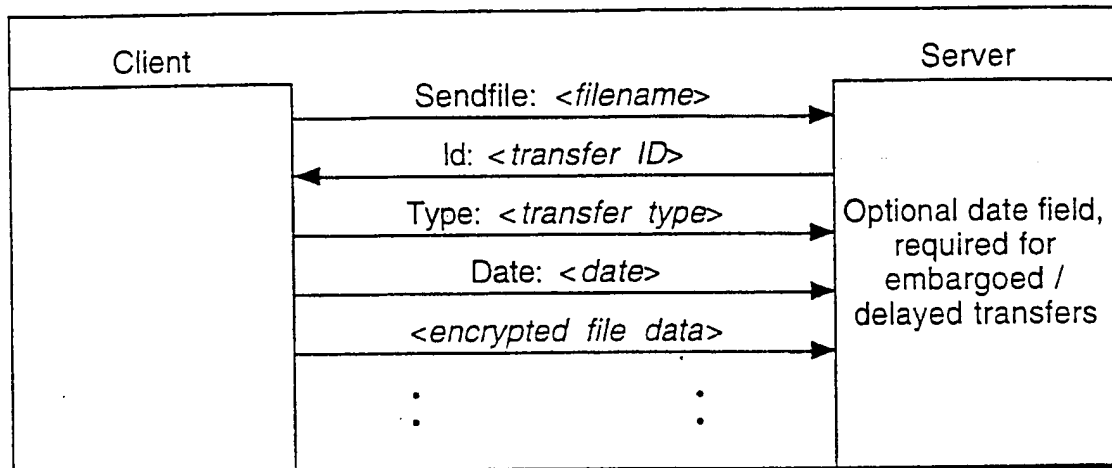 Client
Server
Sendfile: <filename>
Id: <transfer ID>
Type: <transfer type>
Date: <date>
<encrypted file data>
Optional date field,
required for
embargoed /
delayed transfers